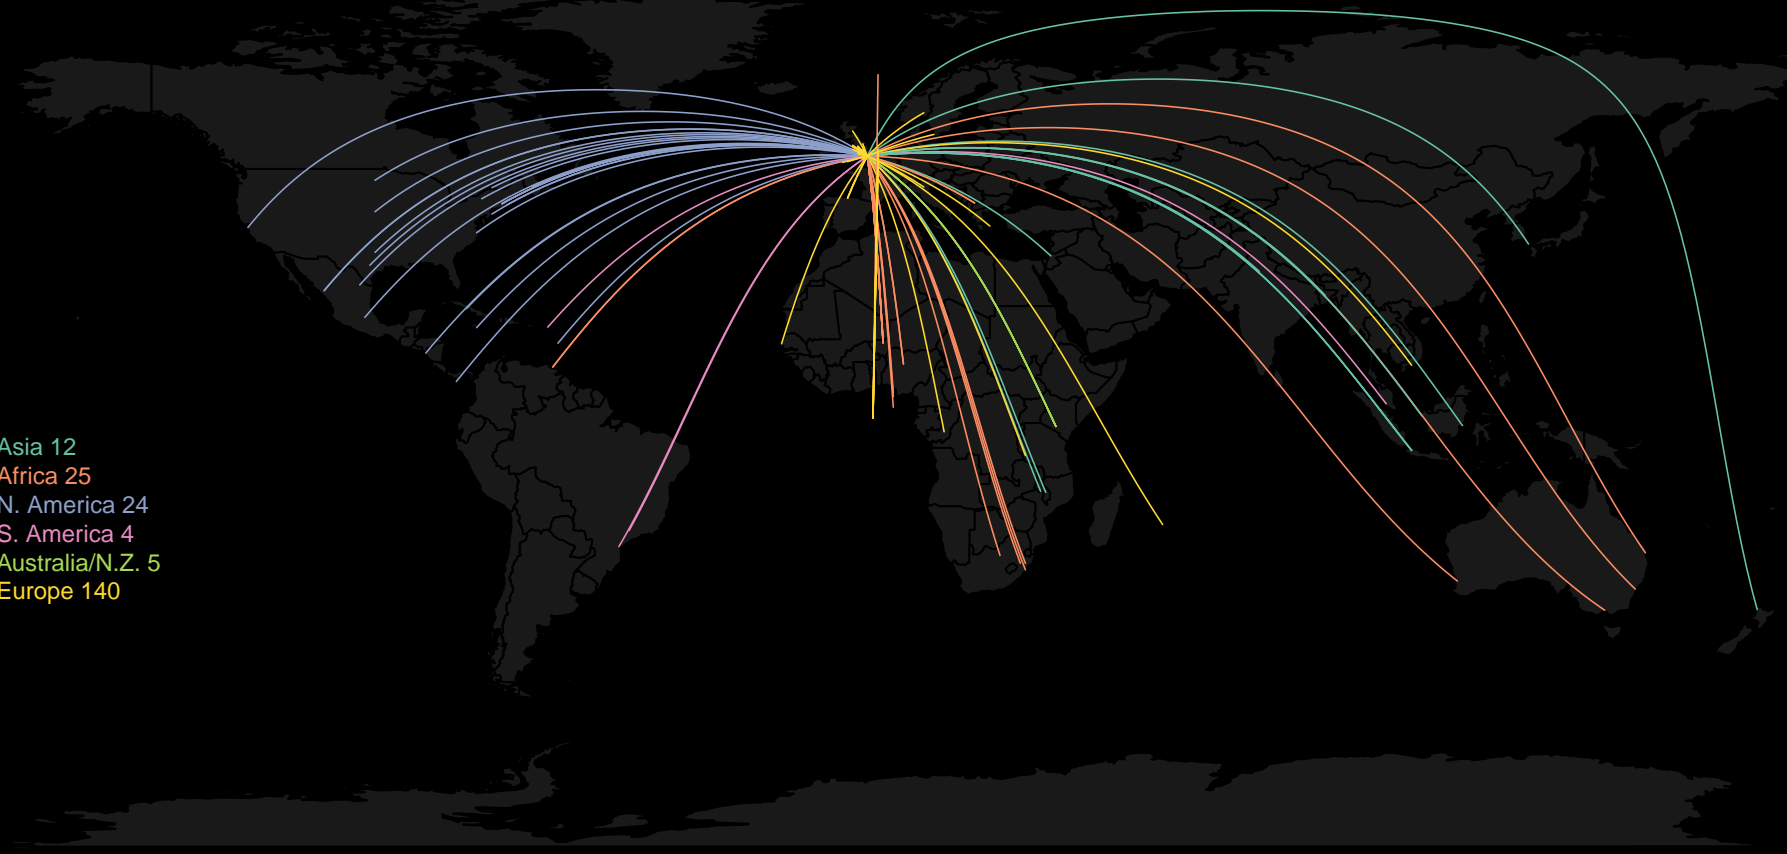 Asia 12
Africa 25
N. America 24
S. America 4
Australia/N.Z. 5
Europe 140